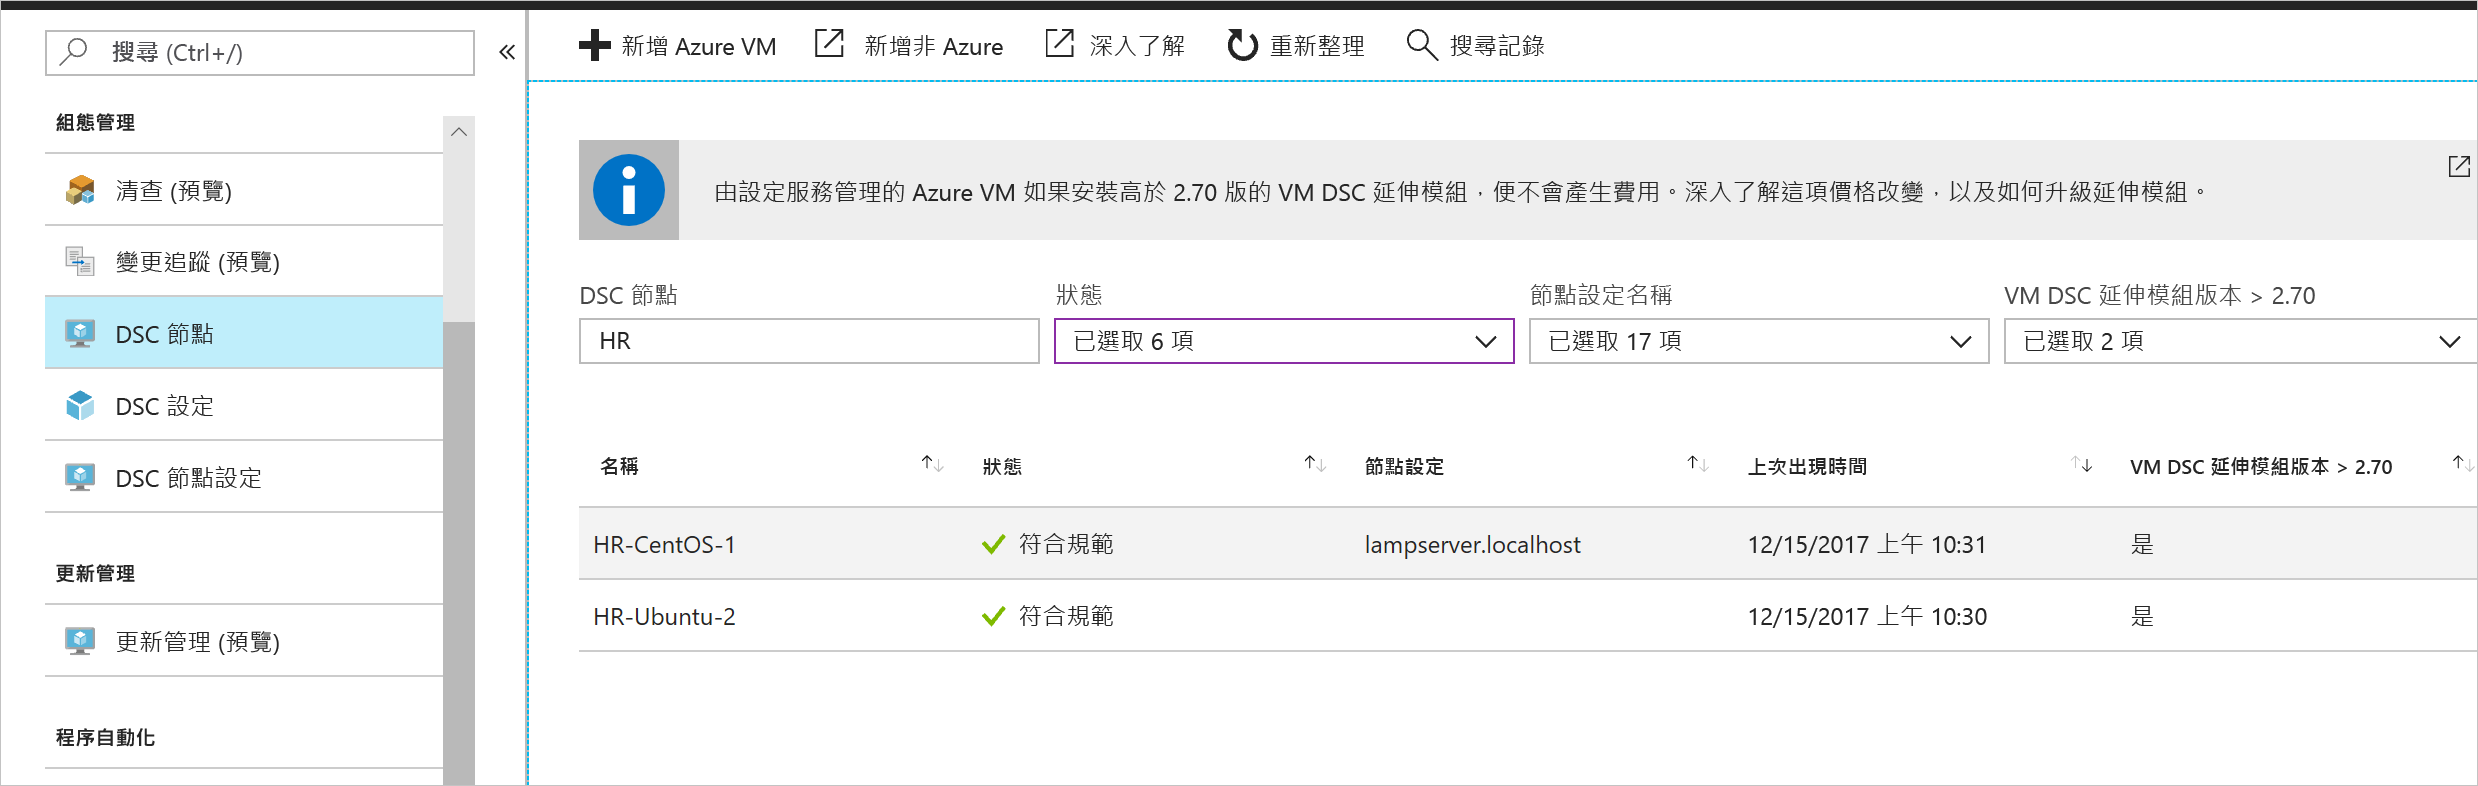 搜尋 (Ctrl+/)
組態管理
清查 (預覽)
變更追蹤 (預覽)
DSC 節點
DSC 設定
DSC 節點設定
更新管理
更新管理 (預覽)
程序自動化
新增 Azure VM 新增非 Azure 深入了解 重新整理 搜尋記錄
由設定服務管理的 Azure VM 如果安裝高於 2.70 版的 VM DSC 延伸模組，便不會產生費用。深入了解這項價格改變，以及如何升級延伸模組。
DSC 節點 狀態 節點設定名稱 VM DSC 延伸模組版本 > 2.70
HR 已選取 6 項 已選取 17 項 已選取 2 項
名稱 狀態 節點設定 上次出現時間 VM DSC 延伸模組版本 > 2.70
HR-CentOS-1 符合規範 lampserver.localhost 12/15/2017 上午 10:31 是
HR-Ubuntu-2 符合規範 12/15/2017 上午 10:30 是